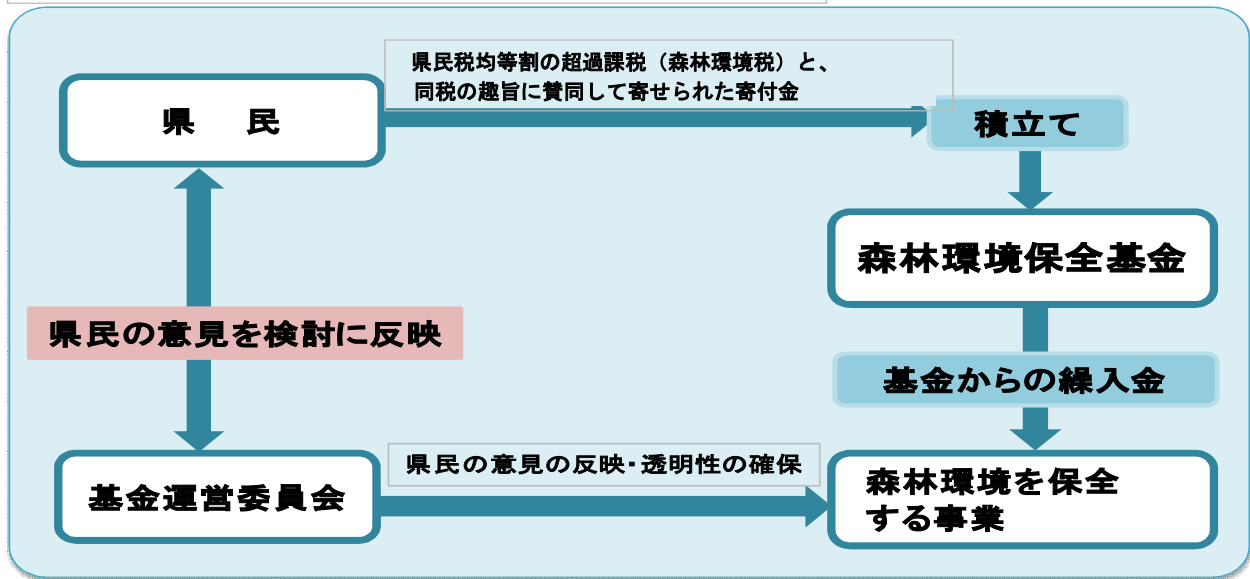 県民税均等割の超過課税（森林環境税）と、
同税の趣旨に賛同して寄せられた寄付金
県　民
積立て
森林環境保全基金
県民の意見を検討に反映
基金からの繰入金
県民の意見の反映・透明性の確保
基金運営委員会
森林環境を保全
する事業